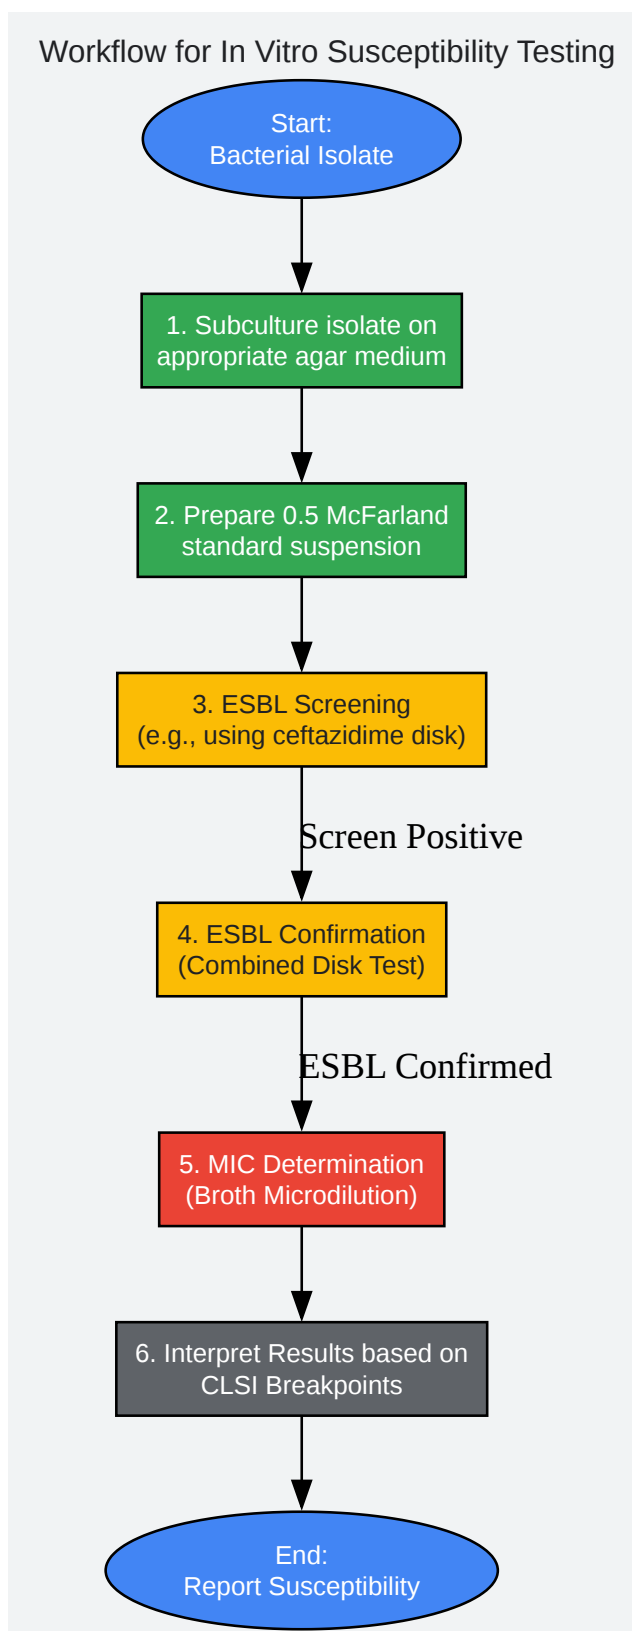 Workflow for In Vitro Susceptibility Testing
Start:
Bacterial Isolate
1. Subculture isolate on
appropriate agar medium
2. Prepare 0.5 McFarland
standard suspension
3. ESBL Screening
(e.g., using ceftazidime disk)
Screen Positive
4. ESBL Confirmation
(Combined Disk Test)
ESBL Confirmed
5. MIC Determination
(Broth Microdilution)
6. Interpret Results based on
CLSI Breakpoints
End:
Report Susceptibility